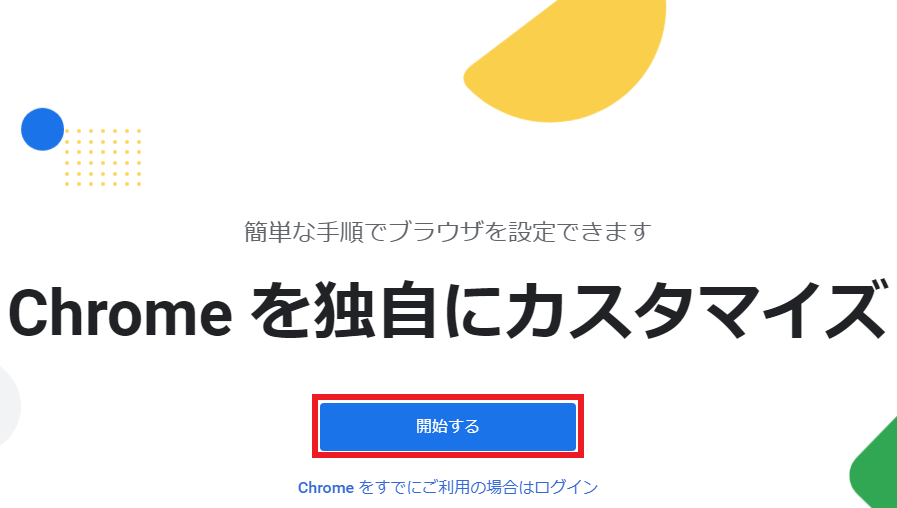 簡単な手順でブラウザを設定できます
Chrome を独自にカスタマイズ
開始する
Chrome をすでにご利用の場合はログイン